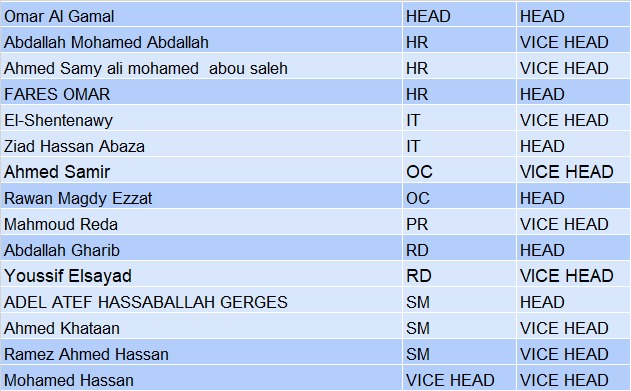 Omar Al Gamal HEAD HEAD
Abdallah Mohamed Abdallah HR VICE HEAD
Ahmed Samy ali mohamed  abou saleh HR VICE HEAD
FARES OMAR HR HEAD
El-Shentenawy IT VICE HEAD
Ziad Hassan Abaza IT HEAD
Ahmed Samir OC VICE HEAD
Rawan Magdy Ezzat OC HEAD
Mahmoud Reda PR VICE HEAD
Abdallah Gharib RD HEAD
Youssif Elsayad RD VICE HEAD
ADEL ATEF HASSABALLAH GERGES SM HEAD
Ahmed Khataan SM VICE HEAD
Ramez Ahmed Hassan SM VICE HEAD
Mohamed Hassan VICE HEAD VICE HEAD